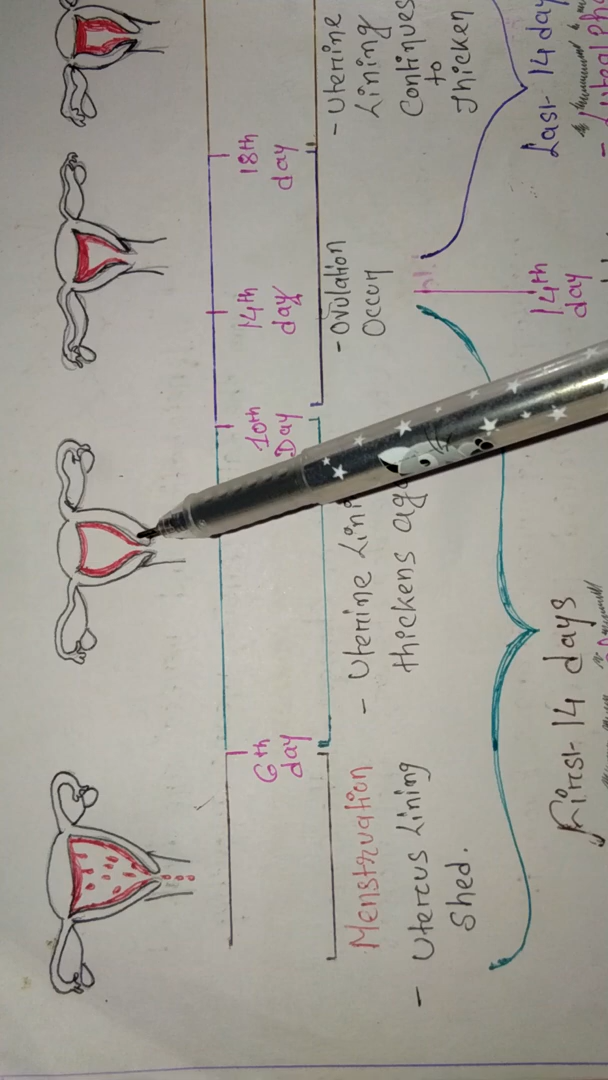 6th
day
10th
Day
14th
day
18th
day
Menstruation
- Uterus Lining
Shed.
- Uterine Lini
thickens ag
- Ovulation
Occur
- Uterine
Lining
Continues
to
Thicken
First 14 days
14th
day
Last 14 day